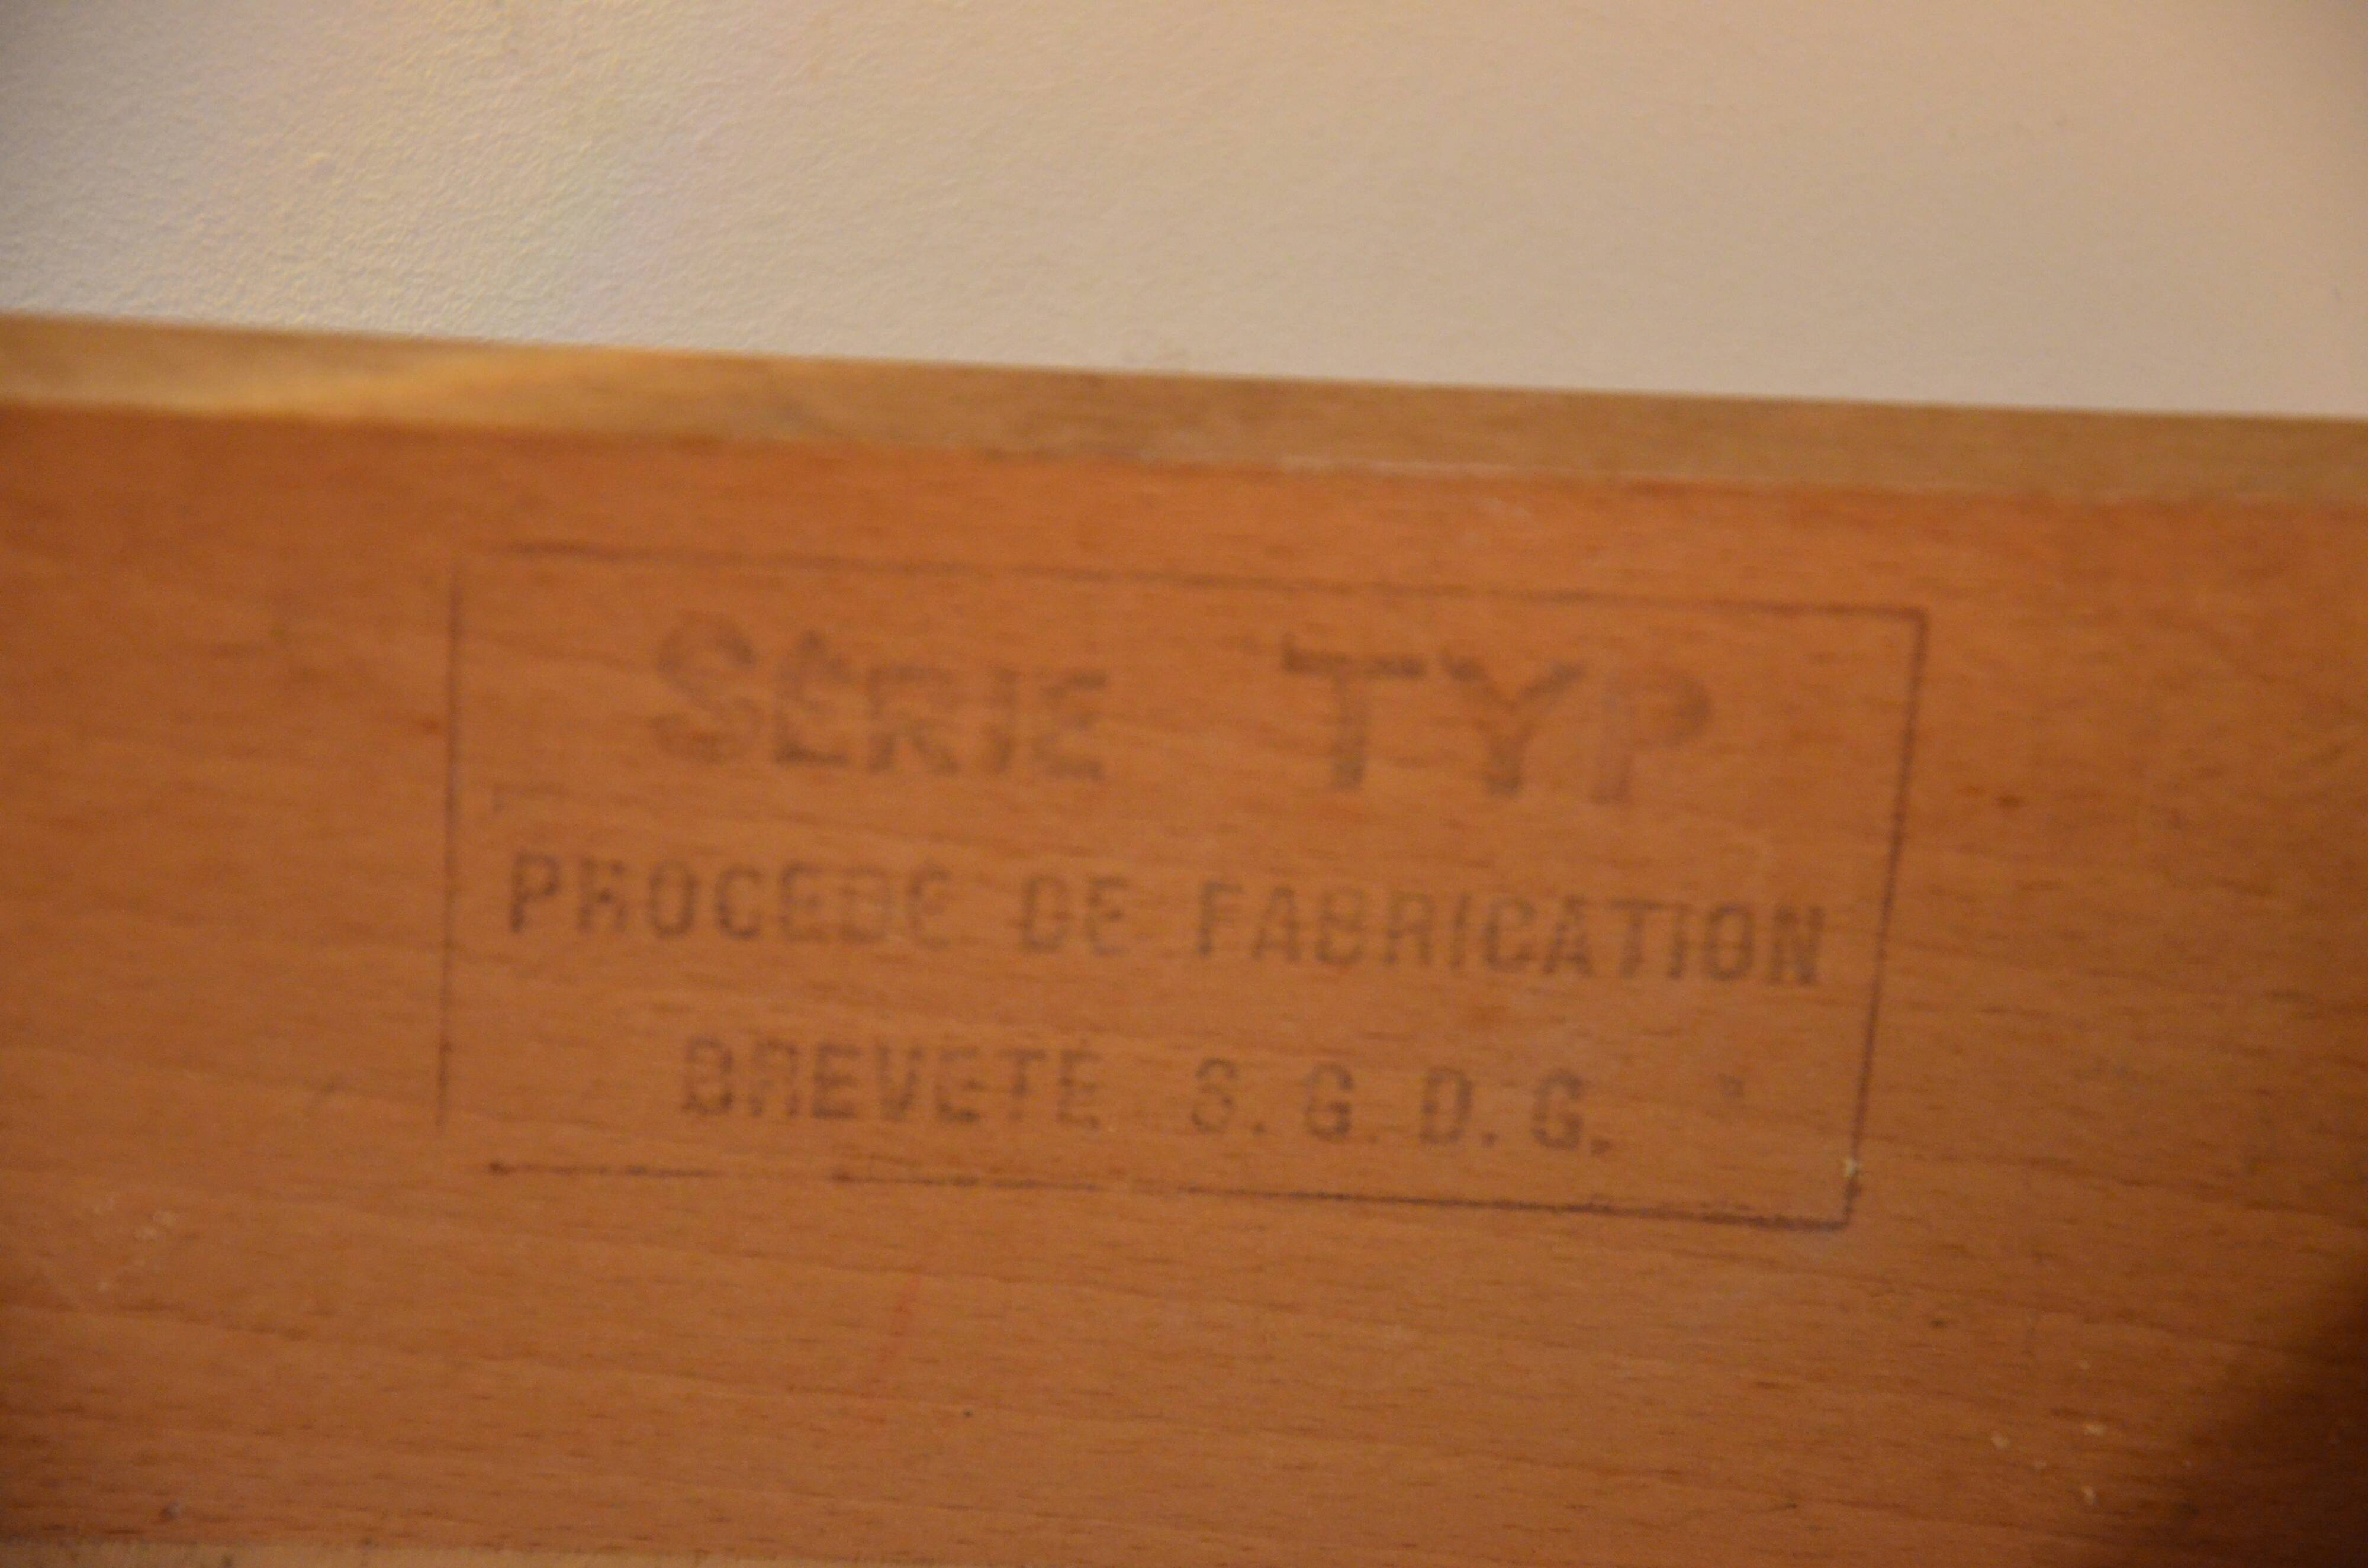 SÉRIE TYP
PROCEDE DE FABRICATION
BREVETE S.G.D.G.